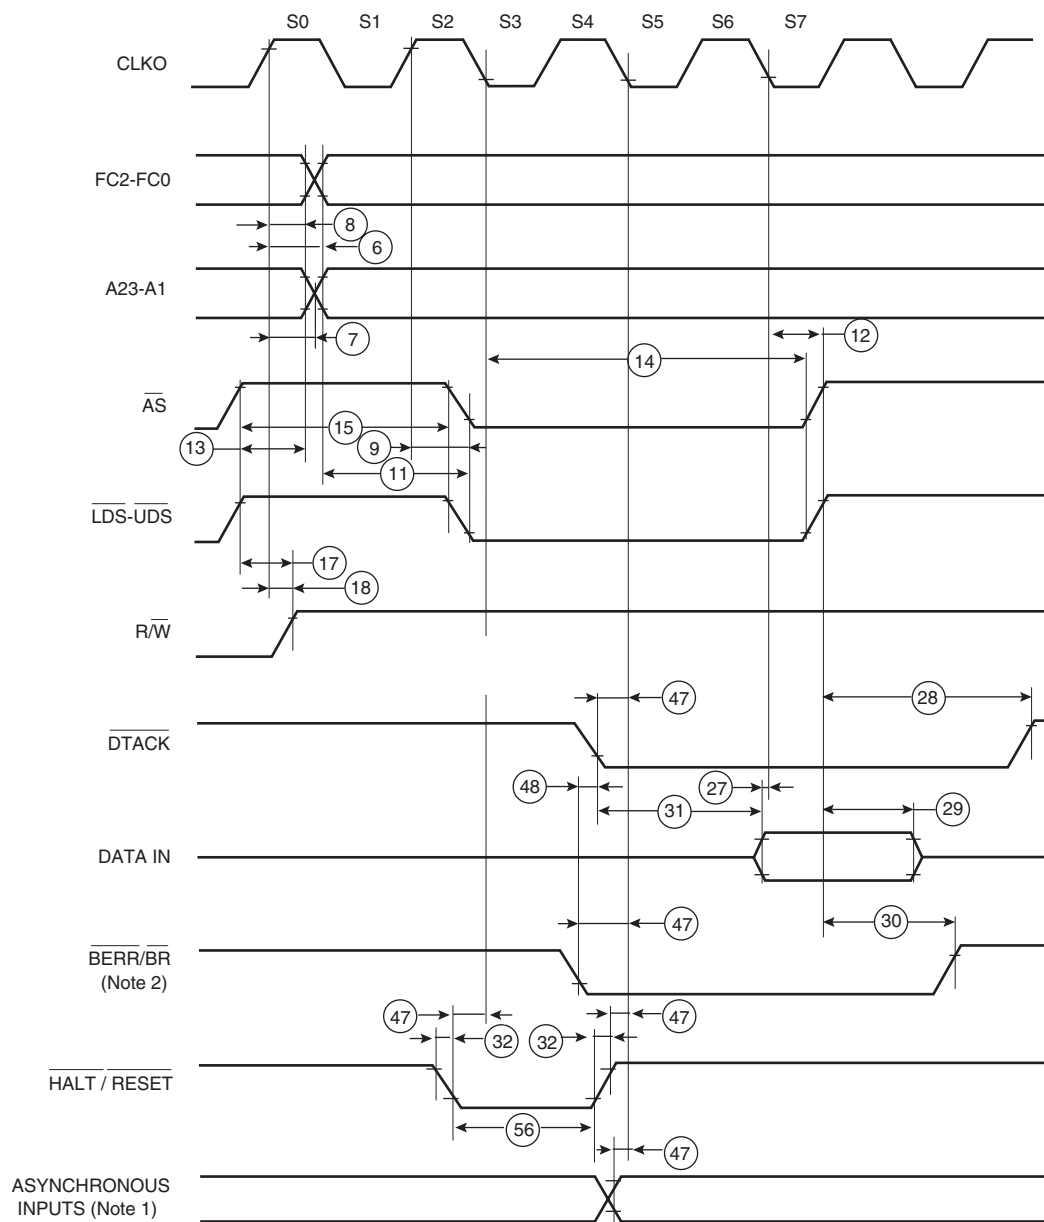 S0 S1 S2 S3 S4 S5 S6 S7
CLKO
FC2-FC0
8
6
A23-A1
7
12
14
AS
15
13
9
11
LDS-UDS
17
18
R/W
47
28
DTACK
48
27
31
29
DATA IN
47
30
BERR/BR
(Note 2)
47
47
32
32
HALT / RESET
56
47
ASYNCHRONOUS
INPUTS (Note 1)